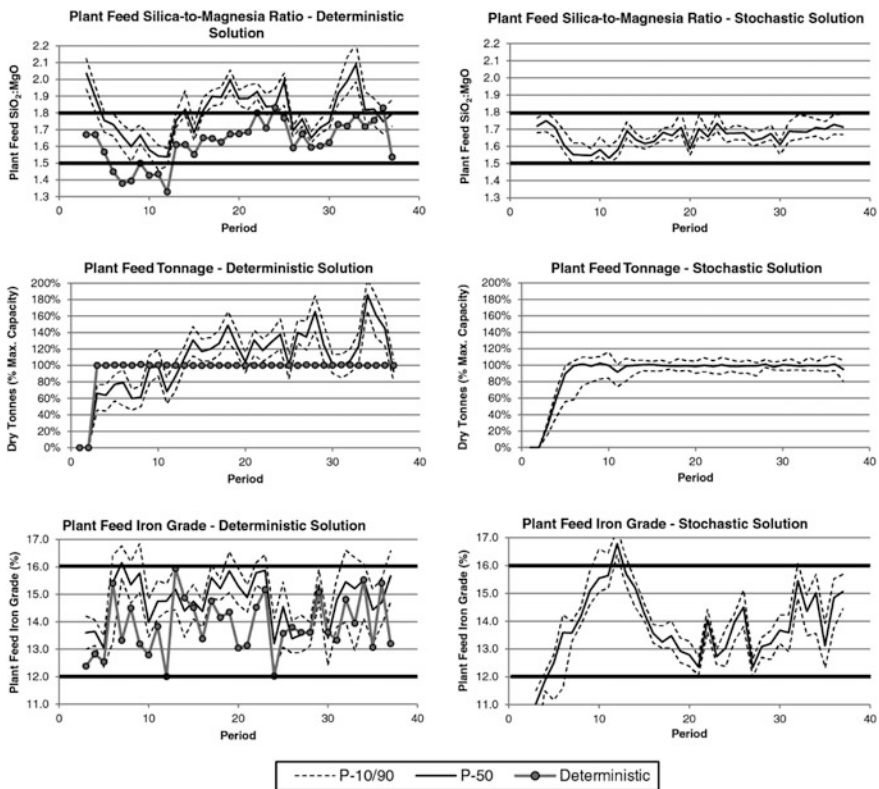 Plant Feed Silica-to-Magnesia Ratio - Deterministic
Solution
Plant Feed SiO₂:MgO
2.2
2.1
2.0
1.9
1.8
1.7
1.6
1.5
1.4
1.3
0 10 20 30 40
Period
Plant Feed Silica-to-Magnesia Ratio - Stochastic Solution
Plant Feed SiO₂:MgO
2.2
2.1
2.0
1.9
1.8
1.7
1.6
1.5
1.4
1.3
0 10 20 30 40
Period
Plant Feed Tonnage - Deterministic Solution
Dry Tonnes (% Max. Capacity)
200%
180%
160%
140%
120%
100%
80%
60%
40%
20%
0%
0 10 20 30 40
Period
Plant Feed Tonnage - Stochastic Solution
Dry Tonnes (% Max. Capacity)
200%
180%
160%
140%
120%
100%
80%
60%
40%
20%
0%
0 10 20 30 40
Period
Plant Feed Iron Grade - Deterministic Solution
Plant Feed Iron Grade (%)
17.0
16.0
15.0
14.0
13.0
12.0
11.0
0 10 20 30 40
Period
Plant Feed Iron Grade - Stochastic Solution
Plant Feed Iron Grade (%)
17.0
16.0
15.0
14.0
13.0
12.0
11.0
0 10 20 30 40
Period
P-10/90 P-50 Deterministic